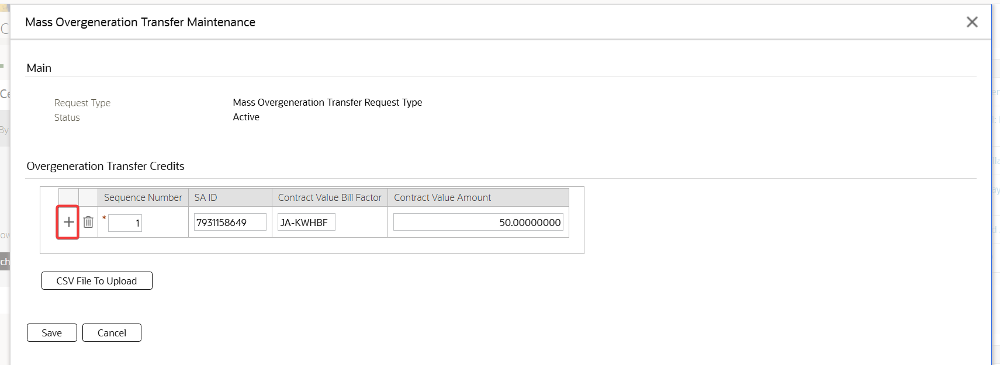 Mass Overgeneration Transfer Maintenance
Main
Request Type Mass Overgeneration Transfer Request Type
Status Active
Overgeneration Transfer Credits
Sequence Number SA ID Contract Value Bill Factor Contract Value Amount
* 1 7931158649 JA-KWHBF 50.00000000
CSV File To Upload
Save Cancel
By